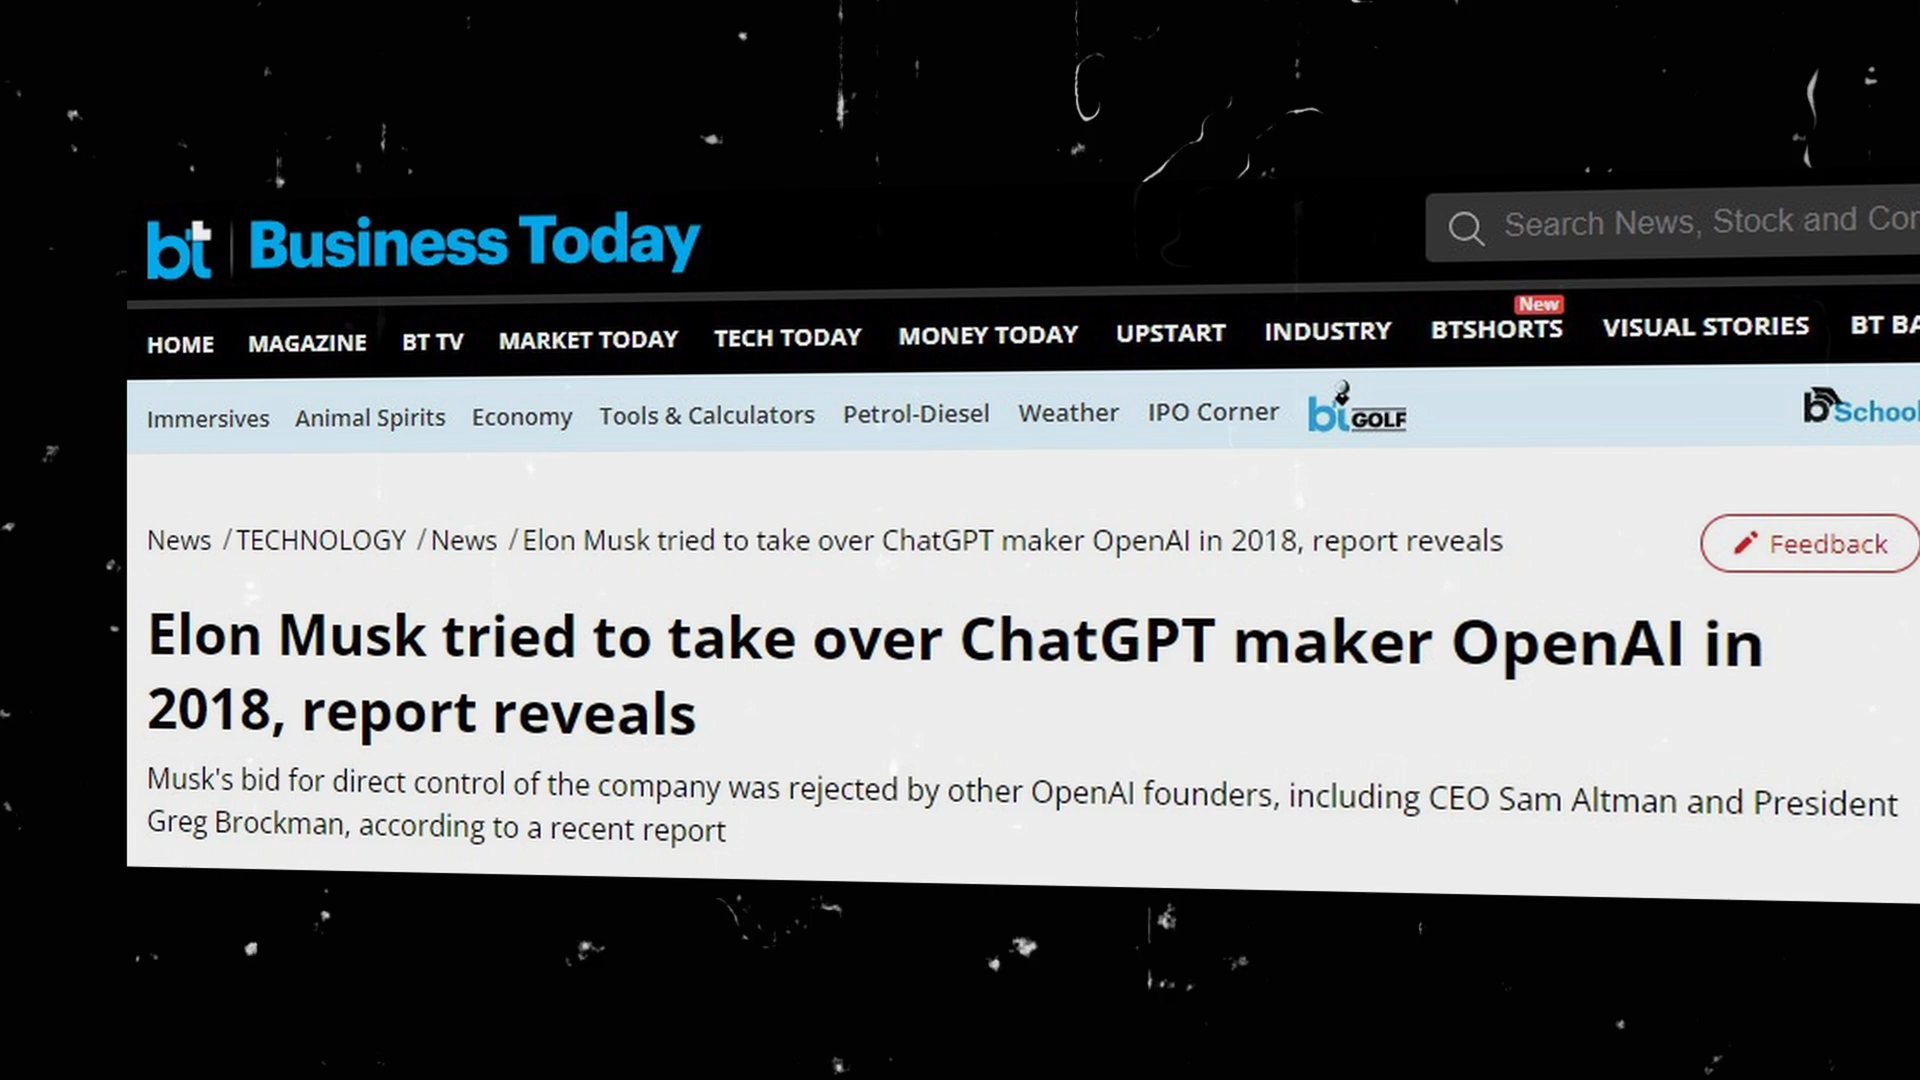 bt Business Today
Search News, Stock and
New
HOME MAGAZINE BT TV MARKET TODAY TECH TODAY MONEY TODAY UPSTART INDUSTRY BTSHORTS VISUAL STORIES BT
Immersives Animal Spirits Economy Tools & Calculators Petrol-Diesel Weather IPO Corner bt GOLF School
News /TECHNOLOGY /News /Elon Musk tried to take over ChatGPT maker OpenAI in 2018, report reveals
Feedback
Elon Musk tried to take over ChatGPT maker OpenAI in
2018, report reveals
Musk's bid for direct control of the company was rejected by other OpenAI founders, including CEO Sam Altman and President
Greg Brockman, according to a recent report